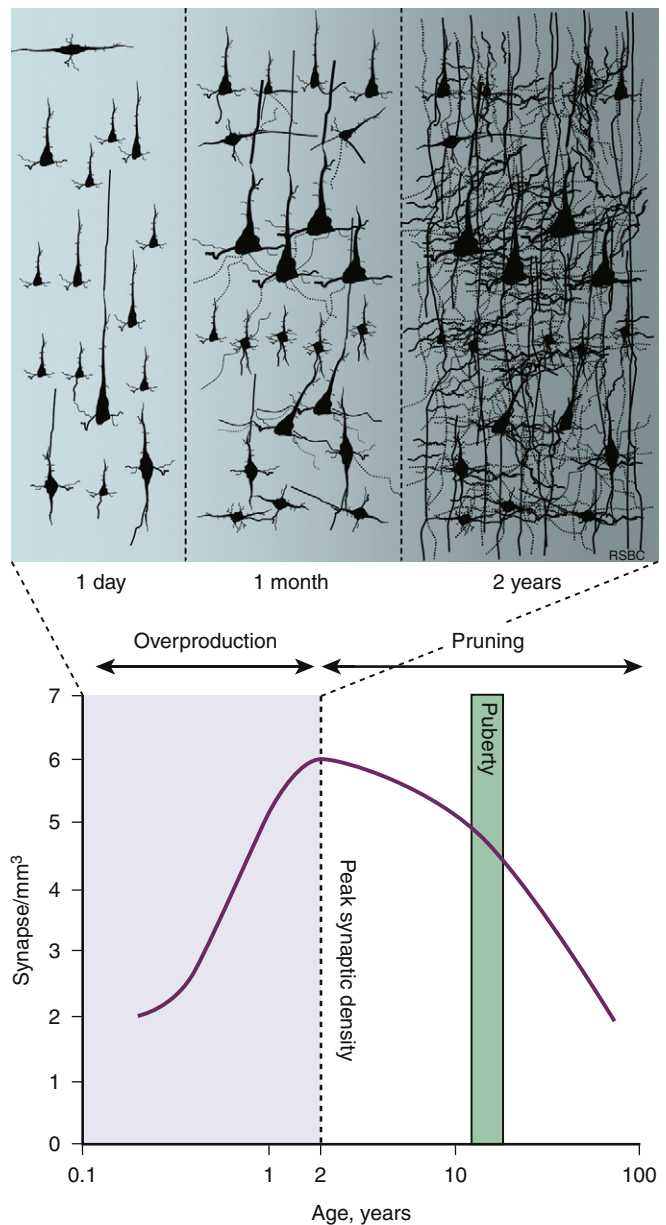 RSBC
1 day
1 month
2 years
Overproduction
Pruning
7
6
5
4
3
2
1
0
Synapse/mm³
Peak synaptic density
Puberty
0.1
1
2
10
100
Age, years